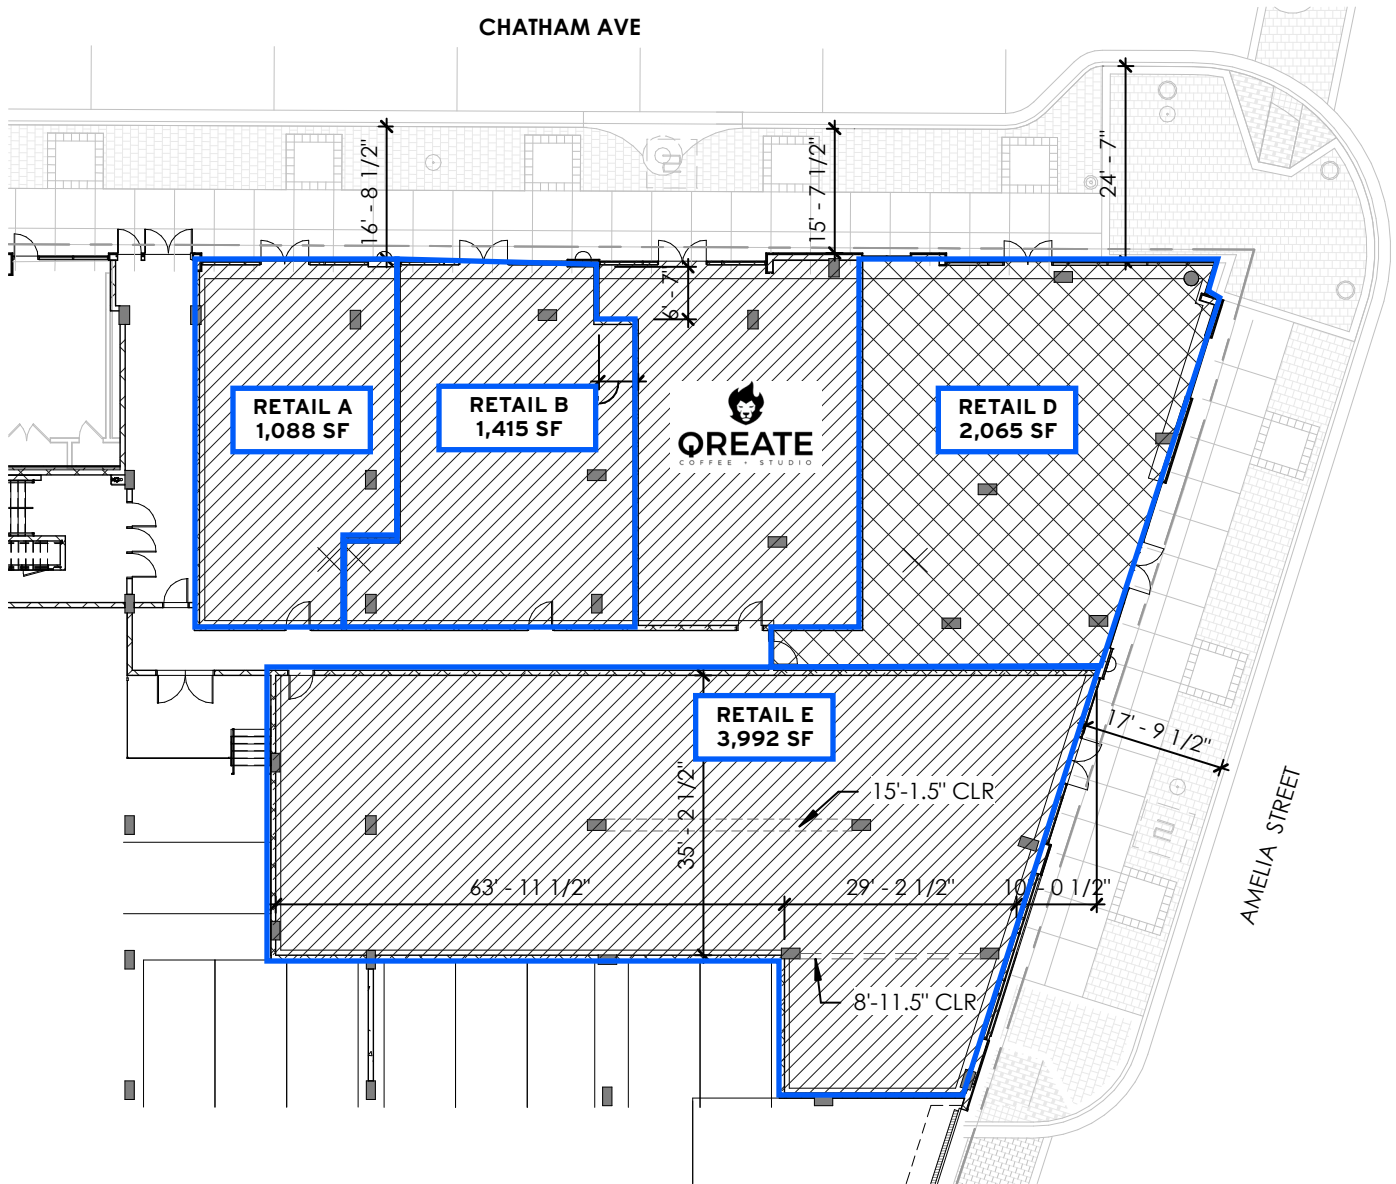 CHATHAM AVE
16' - 8 1/2"
15' - 7 1/2"
24' - 7"
6' - 7"
RETAIL A
1,088 SF
RETAIL B
1,415 SF
QREATE
COFFEE + STUDIO
RETAIL D
2,065 SF
RETAIL E
3,992 SF
17' - 9 1/2"
15'-1.5" CLR
35' - 2 1/2"
63' - 11 1/2"
29' - 2 1/2"
10' - 0 1/2"
AMELIA STREET
8'-11.5" CLR